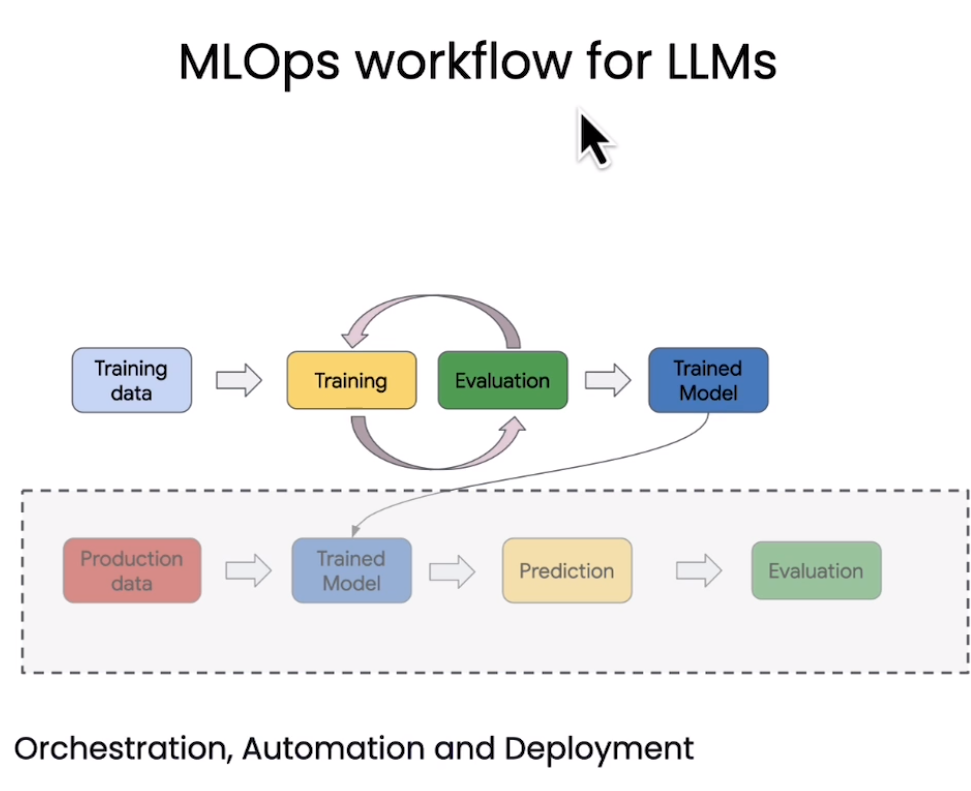 MLOps workflow for LLMs
Training
data
Training
Evaluation
Trained
Model
Production
data
Trained
Model
Prediction
Evaluation
Orchestration, Automation and Deployment